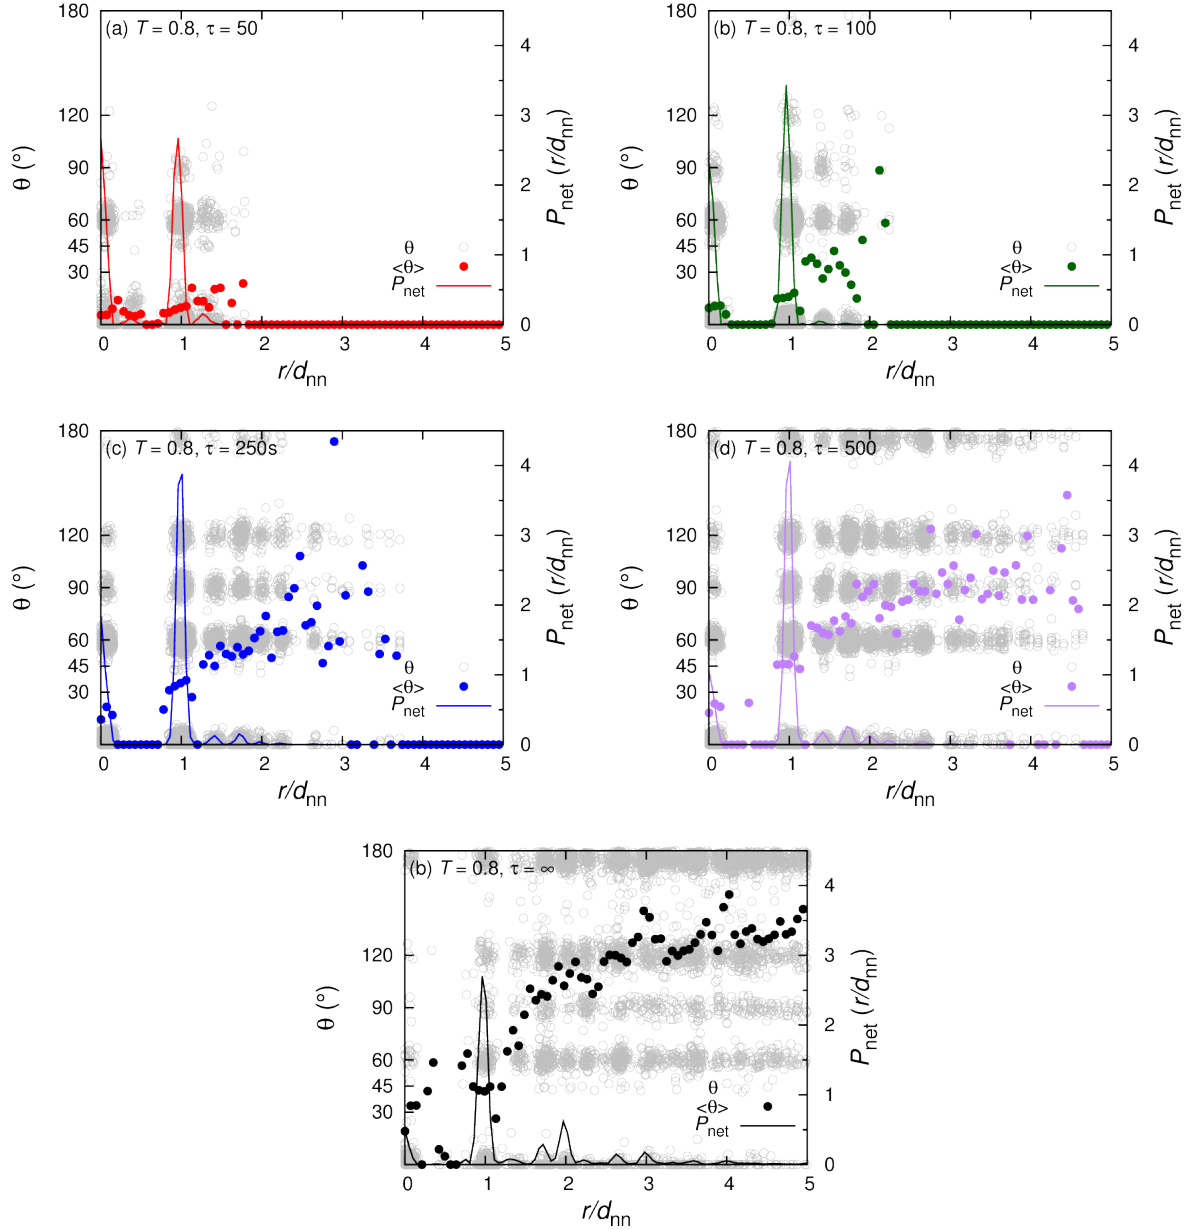 (a) T = 0.8, τ = 50
180
120
90
60
45
30
θ (°)
4
3
2
1
0
P_net (r/d_nn)
θ
<θ>
P_net
0 1 2 3 4 5
r/d_nn
(b) T = 0.8, τ = 100
180
120
90
60
45
30
θ (°)
4
3
2
1
0
P_net (r/d_nn)
θ
<θ>
P_net
0 1 2 3 4 5
r/d_nn
(c) T = 0.8, τ = 250s
180
120
90
60
45
30
θ (°)
4
3
2
1
0
P_net (r/d_nn)
θ
<θ>
P_net
0 1 2 3 4 5
r/d_nn
(d) T = 0.8, τ = 500
180
120
90
60
45
30
θ (°)
4
3
2
1
0
P_net (r/d_nn)
θ
<θ>
P_net
0 1 2 3 4 5
r/d_nn
(b) T = 0.8, τ = ∞
180
120
90
60
45
30
θ (°)
4
3
2
1
0
P_net (r/d_nn)
θ
<θ>
P_net
0 1 2 3 4 5
r/d_nn